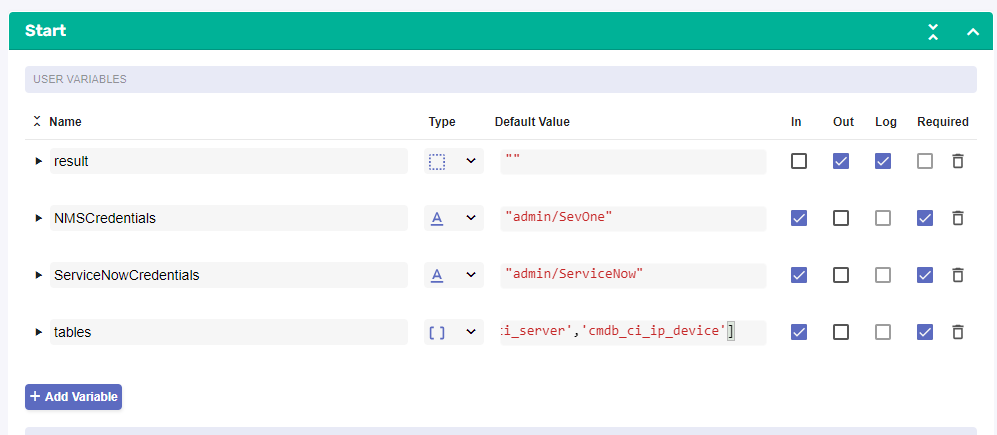 Start
USER VARIABLES
Name Type Default Value In Out Log Required
result ""
NMSCredentials A "admin/SevOne"
ServiceNowCredentials A "admin/ServiceNow"
tables [ ] ci_server','cmdb_ci_ip_device']
+ Add Variable